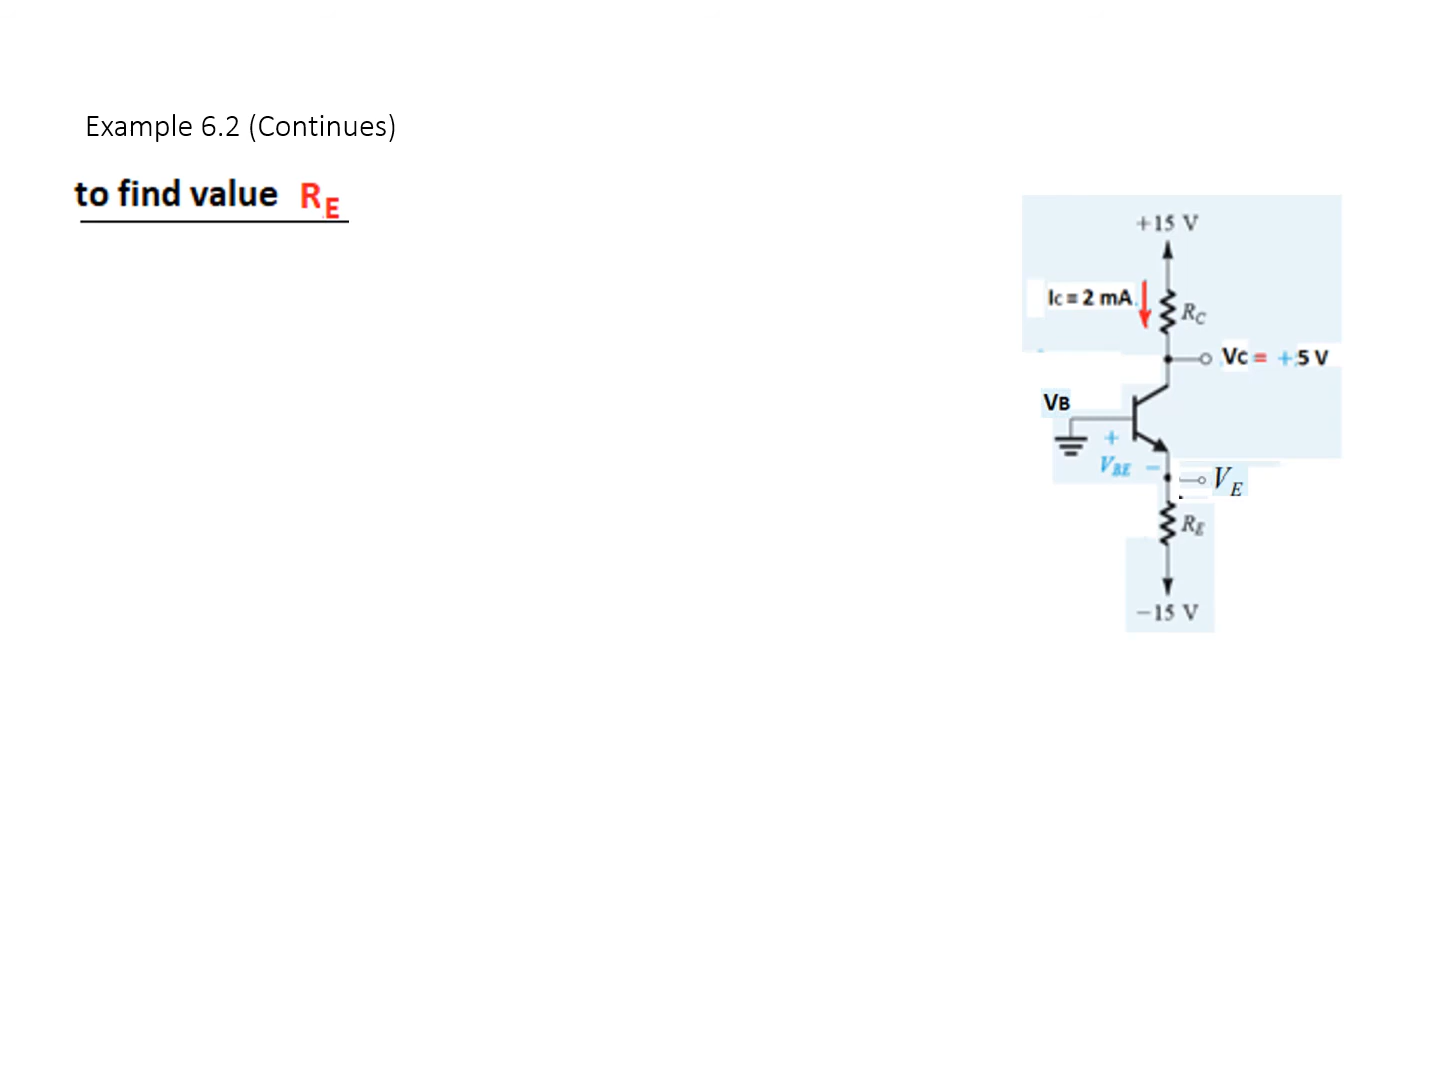 Example 6.2 (Continues)
to find value RE
+15 V
Ic = 2 mA
RC
Vc = +5 V
VB
+
VBE −
VE
RE
−15 V